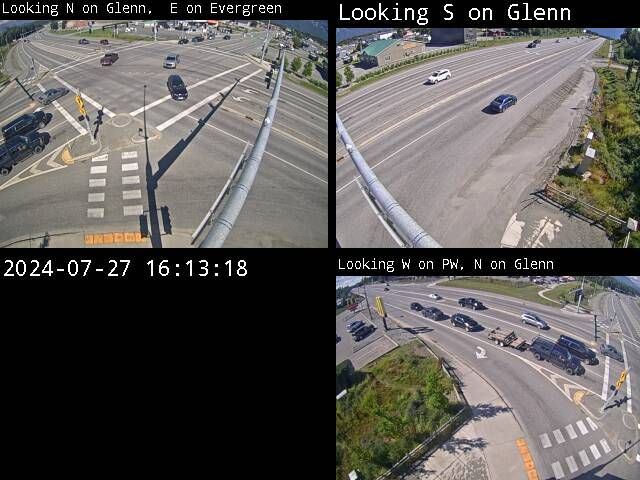 Looking N on Glenn, E on Evergreen
Looking S on Glenn
2024-07-27 16:13:18
Looking W on PW, N on Glenn